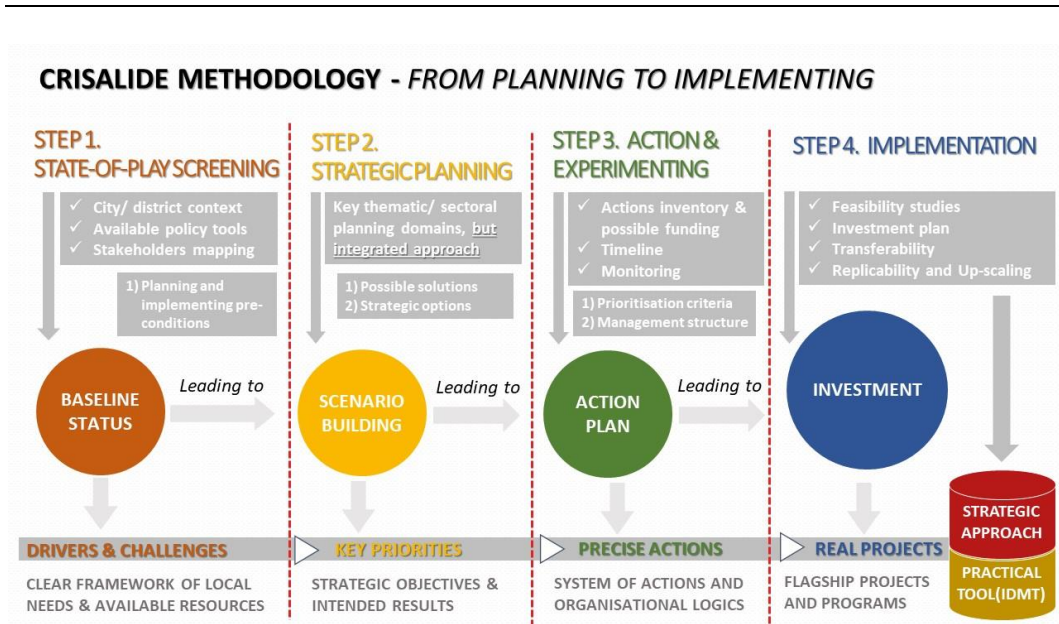 CRISALIDE METHODOLOGY - FROM PLANNING TO IMPLEMENTING
STEP 1.
STATE-OF-PLAY SCREENING
✓ City/ district context
✓ Available policy tools
✓ Stakeholders mapping
1) Planning and
implementing pre-
conditions
BASELINE
STATUS
Leading to
DRIVERS & CHALLENGES
CLEAR FRAMEWORK OF LOCAL
NEEDS & AVAILABLE RESOURCES
STEP 2.
STRATEGIC PLANNING
Key thematic/ sectoral
planning domains, but
integrated approach
1) Possible solutions
2) Strategic options
SCENARIO
BUILDING
Leading to
KEY PRIORITIES
STRATEGIC OBJECTIVES &
INTENDED RESULTS
STEP 3. ACTION &
EXPERIMENTING
✓ Actions inventory &
possible funding
✓ Timeline
✓ Monitoring
1) Prioritisation criteria
2) Management structure
ACTION
PLAN
Leading to
PRECISE ACTIONS
SYSTEM OF ACTIONS AND
ORGANISATIONAL LOGICS
STEP 4. IMPLEMENTATION
✓ Feasibility studies
✓ Investment plan
✓ Transferability
✓ Replicability and Up-scaling
INVESTMENT
REAL PROJECTS
FLAGSHIP PROJECTS
AND PROGRAMS
STRATEGIC
APPROACH
PRACTICAL
TOOL(IDMT)